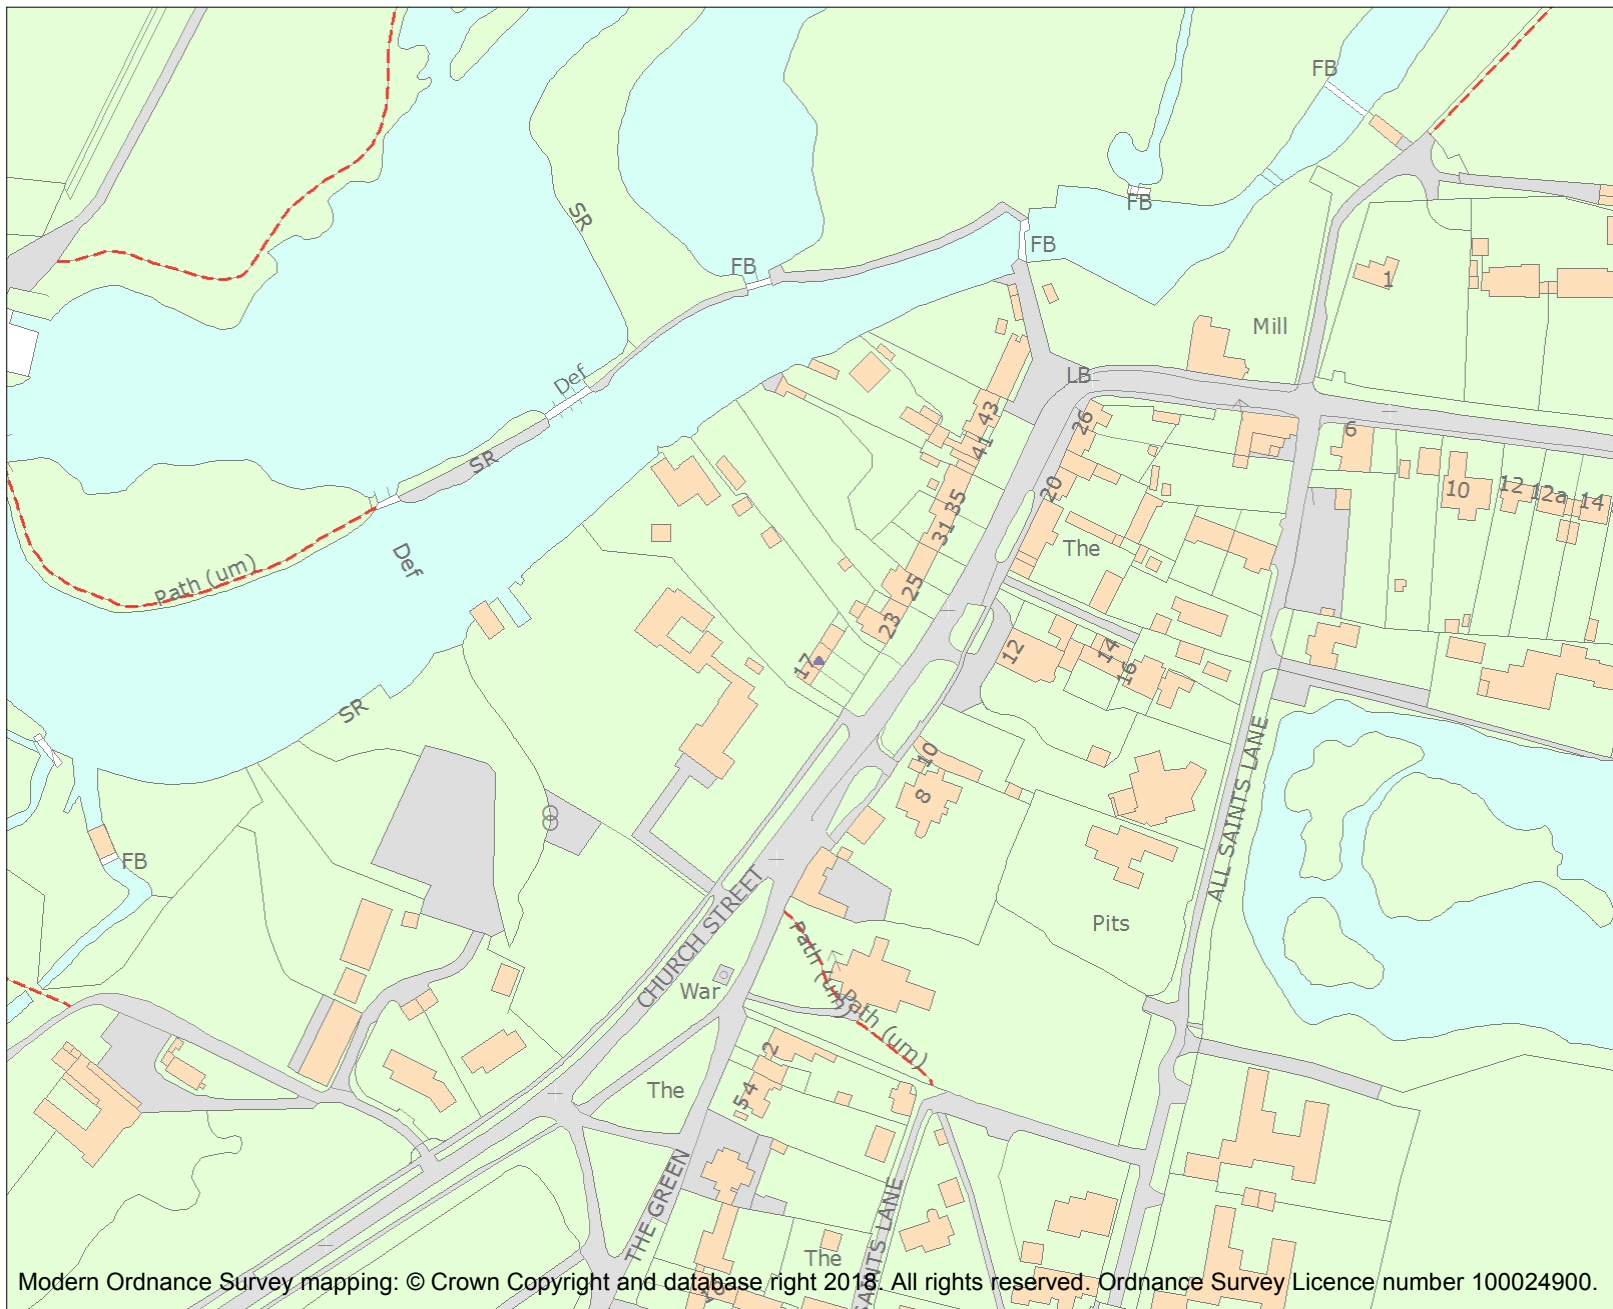 FB
FB
SR
FB
FB
1
Mill
Def
LB
43
26
6
41
SR
20
10
12
12a
14
35
31
The
Def
Path (um)
25
23
12
14
17
16
SR
ALL SAINTS LANE
10
8
FB
CHURCH STREET
Pits
Path (um)
War
Path (um)
2
The
4
5
THE GREEN
SAINTS LANE
The
Modern Ordnance Survey mapping: © Crown Copyright and database right 2018. All rights reserved. Ordnance Survey Licence number 100024900.